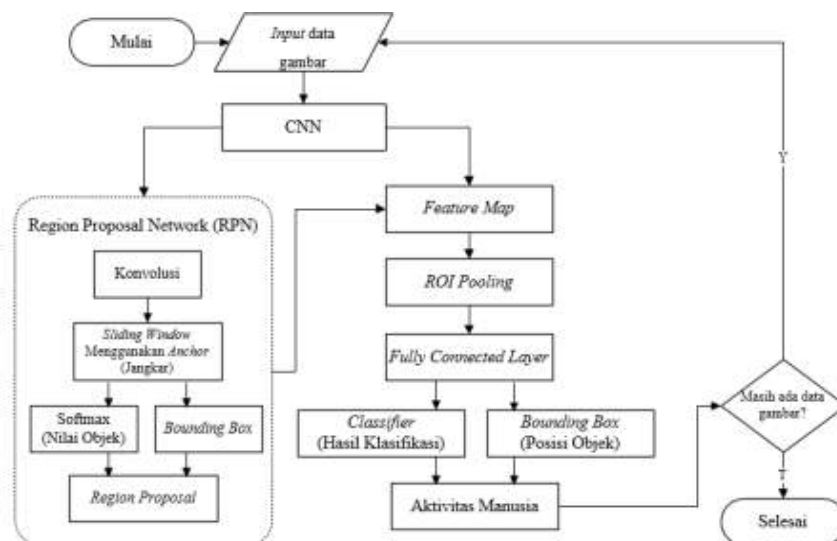 Mulai
Input data
gambar
CNN
Y
Region Proposal Network (RPN)
Feature Map
Konvolusi
ROI Pooling
Sliding Window
Menggunakan Anchor
(Jangkar)
Fully Connected Layer
Masih ada data
gambar?
Softmax
(Nilai Objek)
Bounding Box
Classifier
(Hasil Klasifikasi)
Bounding Box
(Posisi Objek)
Region Proposal
Aktivitas Manusia
T
Selesai